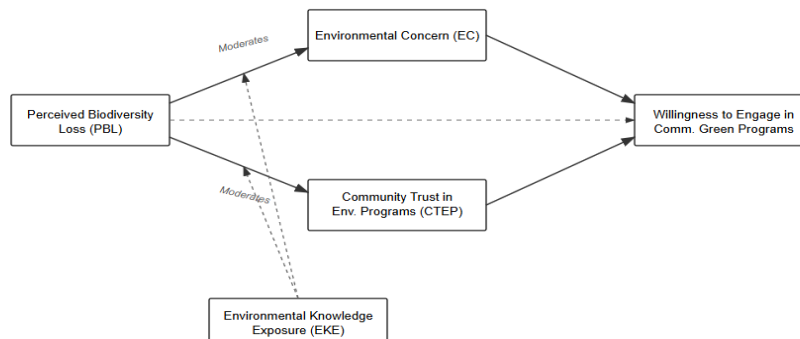 Moderates
Environmental Concern (EC)
Perceived Biodiversity
Loss (PBL)
Willingness to Engage in
Comm. Green Programs
Moderates
Community Trust in
Env. Programs (CTEP)
Environmental Knowledge
Exposure (EKE)